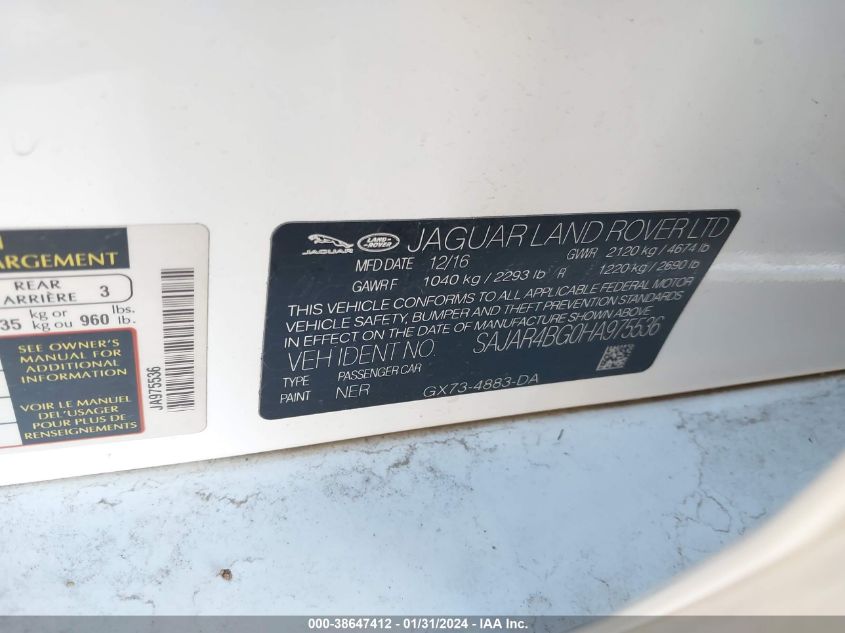 ARGEMENT
REAR
ARRIÈRE 3
35 kg or kg ou 960 lbs. lb.
SEE OWNER'S
MANUAL FOR
ADDITIONAL
INFORMATION
VOIR LE MANUEL
DEL'USAGER
POUR PLUS DE
RENSEIGNEMENTS
JA975536
JAGUAR LAND-ROVER JAGUAR LAND ROVER LTD
MFD DATE 12/16 GVWR 2120 kg / 4674 lb
GAWR F 1040 kg / 2293 lb / R 1220 kg / 2690 lb
THIS VEHICLE CONFORMS TO ALL APPLICABLE FEDERAL MOTOR
VEHICLE SAFETY, BUMPER AND THEFT PREVENTION STANDARDS
IN EFFECT ON THE DATE OF MANUFACTURE SHOWN ABOVE
VEH IDENT NO. SAJAR4BG0HA975536
TYPE PASSENGER CAR
PAINT NER GX73-4883-DA
000-38647412 - 01/31/2024 - IAA Inc.